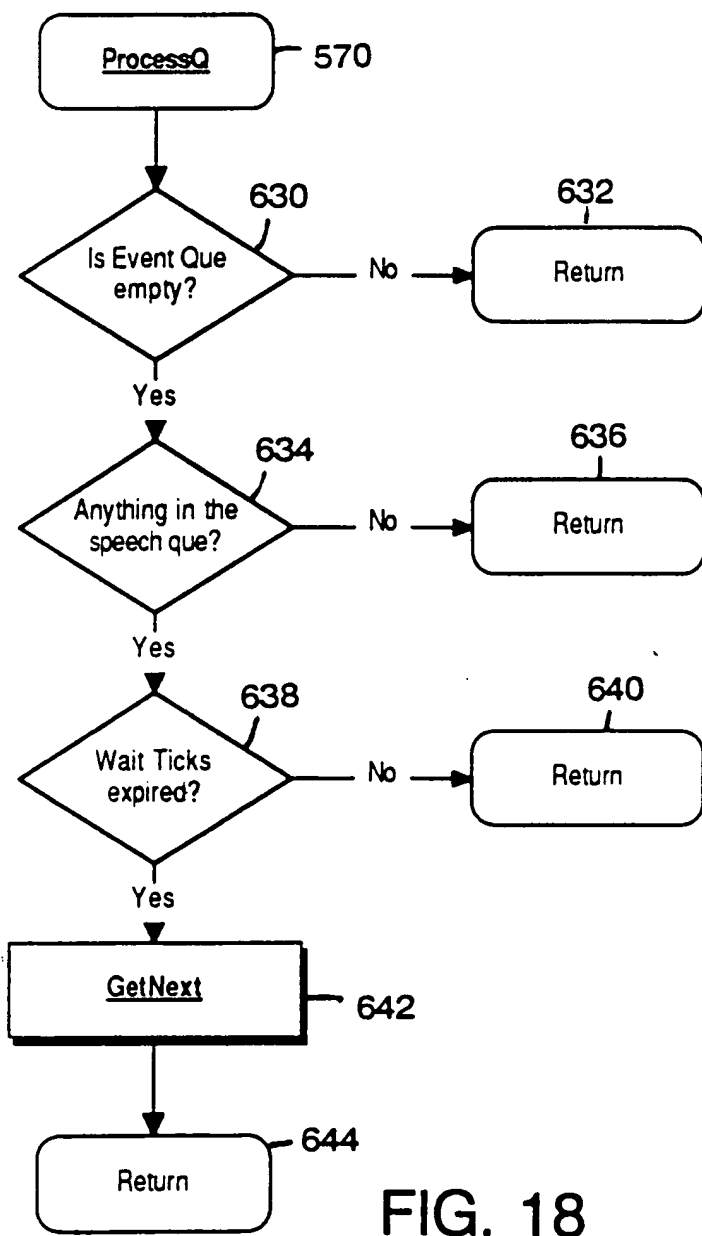 ProcessQ
570
630
Is Event Que
empty?
No
632
Return
Yes
634
Anything in the
speech que?
No
636
Return
Yes
638
Wait Ticks
expired?
No
640
Return
Yes
GetNext
642
644
Return
FIG. 18